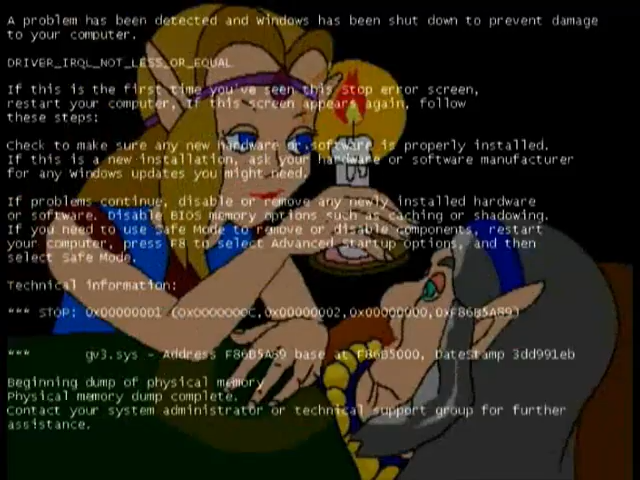 A problem has been detected and Windows has been shut down to prevent damage
to your computer.
DRIVER_IRQL_NOT_LESS_OR_EQUAL
If this is the first time you've seen this Stop error screen,
restart your computer, If this screen appears again, follow
these steps:
Check to make sure any new hardware or software is properly installed.
If this is a new installation, ask your hardware or software manufacturer
for any Windows updates you might need.
If problems continue, disable or remove any newly installed hardware
or software. Disable BIOS memory options such as caching or shadowing.
If you need to use Safe Mode to remove or disable components, restart
your computer, press F8 to select Advanced Startup Options, and then
select Safe Mode.
Technical information:
*** STOP: 0x000000D1 (0x0000000C,0x00000002,0x00000000,0xF86B5A89)
*** gv3.sys - Address F86B5A89 base at F86B5000, DateStamp 3dd991eb
Beginning dump of physical memory
Physical memory dump complete.
Contact your system administrator or technical support group for further
assistance.